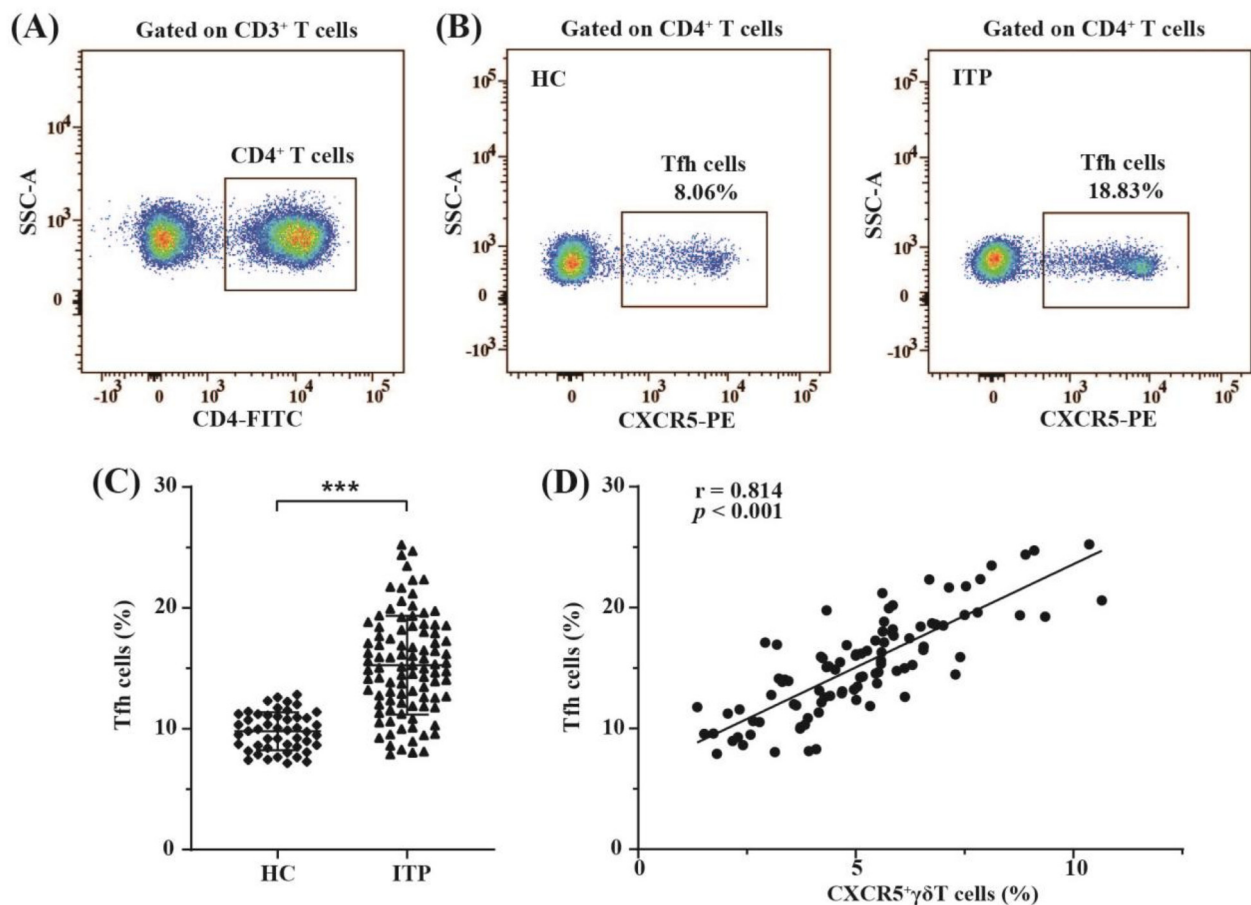 (A)
Gated on CD3⁺ T cells
SSC-A
10⁴
10³
0
CD4⁺ T cells
-10³ 0 10³ 10⁴ 10⁵
CD4-FITC
(B)
Gated on CD4⁺ T cells
HC
SSC-A
10⁵
10⁴
10³
0
-10³
Tfh cells
8.06%
0 10³ 10⁴ 10⁵
CXCR5-PE
Gated on CD4⁺ T cells
ITP
SSC-A
10⁵
10⁴
10³
0
-10³
Tfh cells
18.83%
0 10³ 10⁴ 10⁵
CXCR5-PE
(C)
Tfh cells (%)
30
20
10
0
***
HC ITP
(D)
Tfh cells (%)
30
20
10
0
r = 0.814
p < 0.001
0 5 10
CXCR5⁺γδT cells (%)